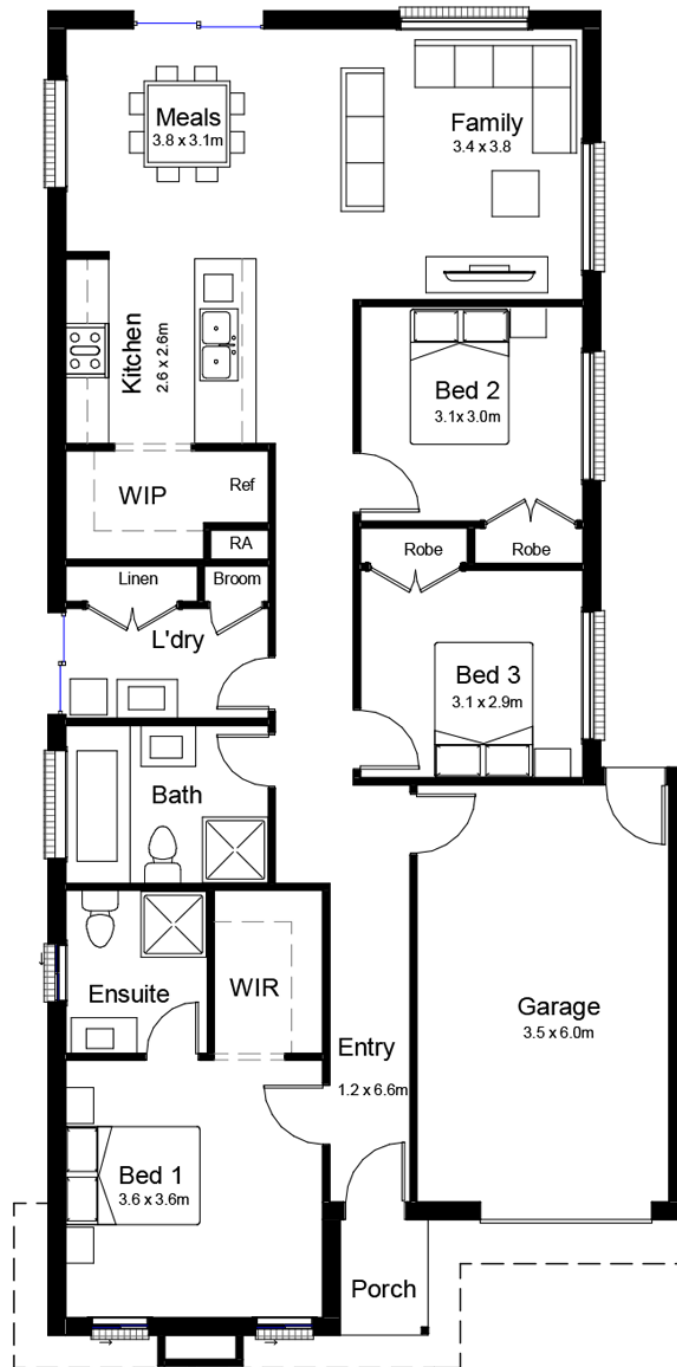 Meals
3.8 x 3.1m
Family
3.4 x 3.8
Kitchen
2.6 x 2.6m
Bed 2
3.1x 3.0m
WIP
Ref
RA
Robe
Robe
Linen
Broom
L'dry
Bed 3
3.1 x 2.9m
Bath
Ensuite
WIR
Garage
3.5 x 6.0m
Entry
1.2 x 6.6m
Bed 1
3.6 x 3.6m
Porch